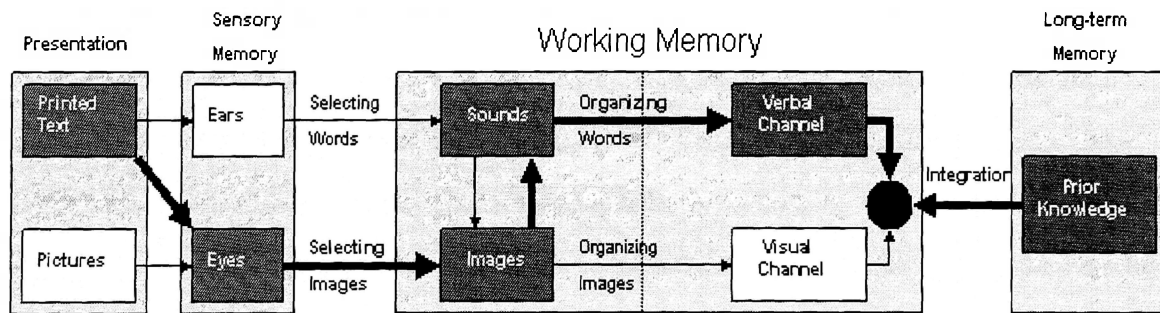 Presentation
Sensory
Memory
Working Memory
Long-term
Memory
Printed
Text
Ears
Selecting
Words
Sounds
Organizing
Words
Verbal
Channel
Integration
Prior
Knowledge
Pictures
Eyes
Selecting
Images
Images
Organizing
Images
Visual
Channel